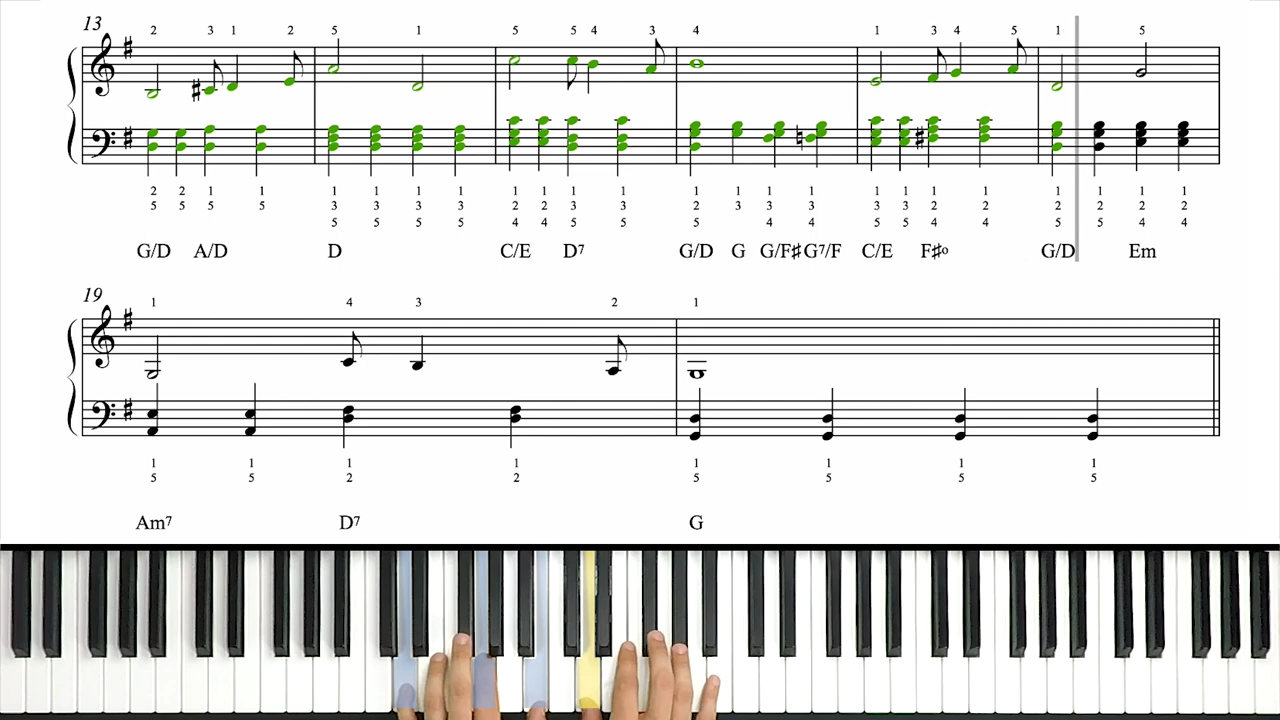 13
2 3 1 2 5 1 5 5 4 3 4 1 3 4 5 1 5
2 2 1 1 1 1 1 1 1 1 1 1 1 1 1 1 1 1 1 1 1 1 1 1
5 5 5 5 3 3 3 3 2 2 3 3 2 3 3 3 3 3 2 2 2 2 2 2
5 5 5 5 4 4 5 5 5 4 4 5 5 4 4 5 5 4 4
G/D A/D D C/E D7 G/D G G/F♯ G7/F C/E F♯o G/D Em
19
1 4 3 2 1
1 1 1 1 1 1 1 1
5 5 2 2 5 5 5 5
Am7 D7 G